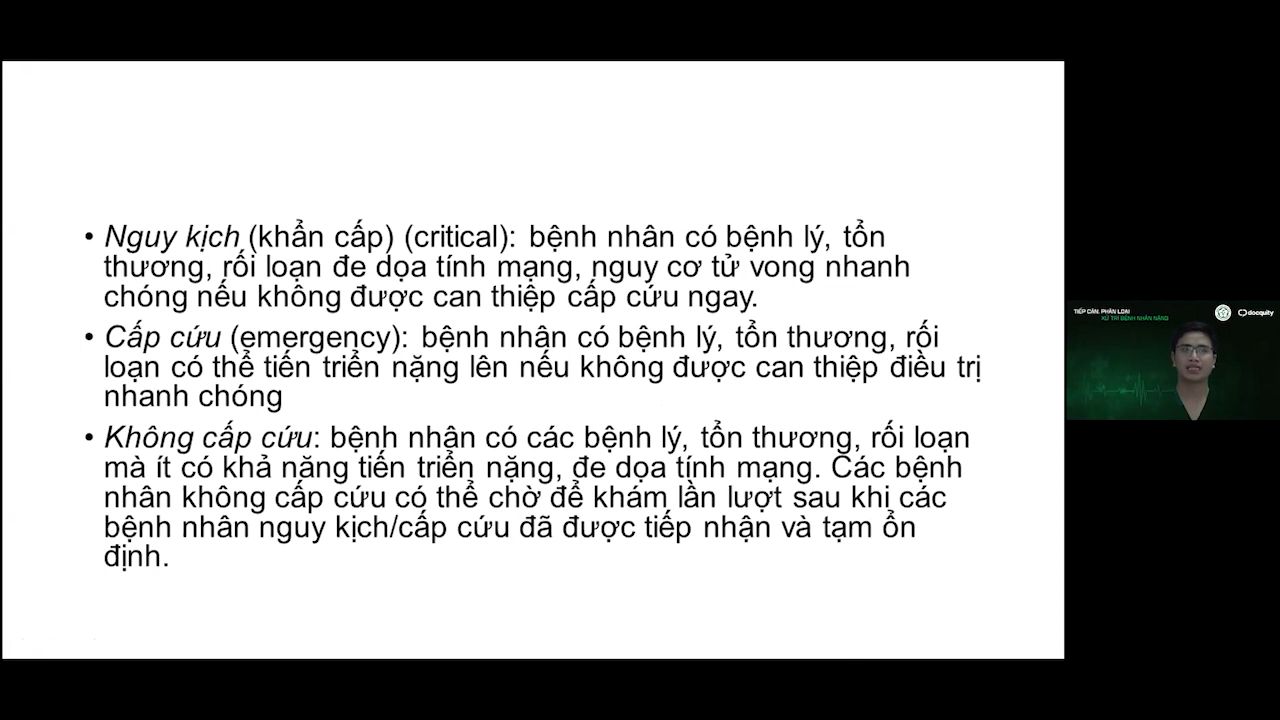 • Nguy kịch (khẩn cấp) (critical): bệnh nhân có bệnh lý, tổn
thương, rối loạn đe dọa tính mạng, nguy cơ tử vong nhanh
chóng nếu không được can thiệp cấp cứu ngay.
• Cấp cứu (emergency): bệnh nhân có bệnh lý, tổn thương, rối
loạn có thể tiến triển nặng lên nếu không được can thiệp điều trị
nhanh chóng
• Không cấp cứu: bệnh nhân có các bệnh lý, tổn thương, rối loạn
mà ít có khả năng tiến triển nặng, đe dọa tính mạng. Các bệnh
nhân không cấp cứu có thể chờ để khám lần lượt sau khi các
bệnh nhân nguy kịch/cấp cứu đã được tiếp nhận và tạm ổn
định.
TIẾP CẬN, PHÂN LOẠI
XỬ TRÍ BỆNH NHÂN NẶNG
docquity